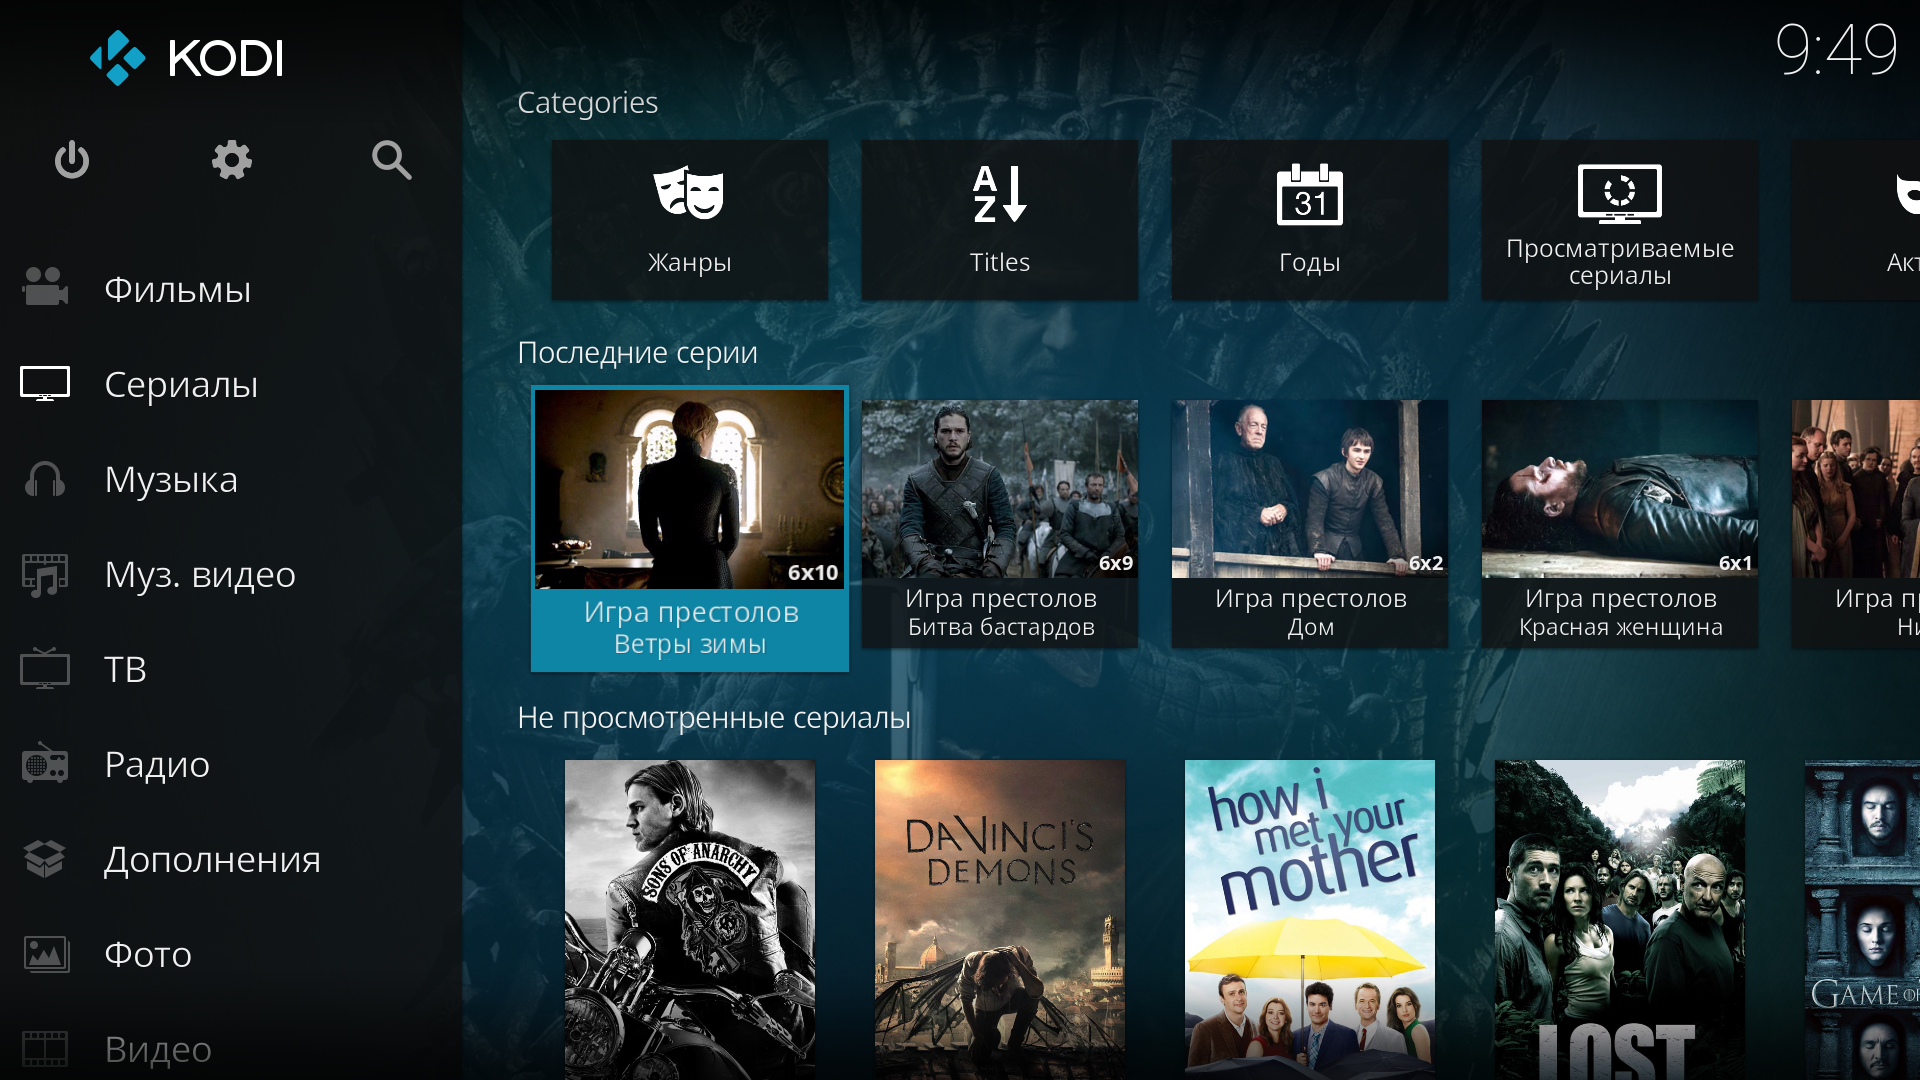 KODI
9:49
Фильмы
Сериалы
Музыка
Муз. видео
ТВ
Радио
Дополнения
Фото
Видео
Categories
Жанры
A
Z
Titles
31
Годы
Просматриваемые
сериалы
Акт
Последние серии
6x10
Игра престолов
Ветры зимы
6x9
Игра престолов
Битва бастардов
6x2
Игра престолов
Дом
6x1
Игра престолов
Красная женщина
Игра
Не просмотренные сериалы
SONS OF ANARCHY
DAVINCI'S
DEMONS
how i
met your
mother
LOST
GAME OF